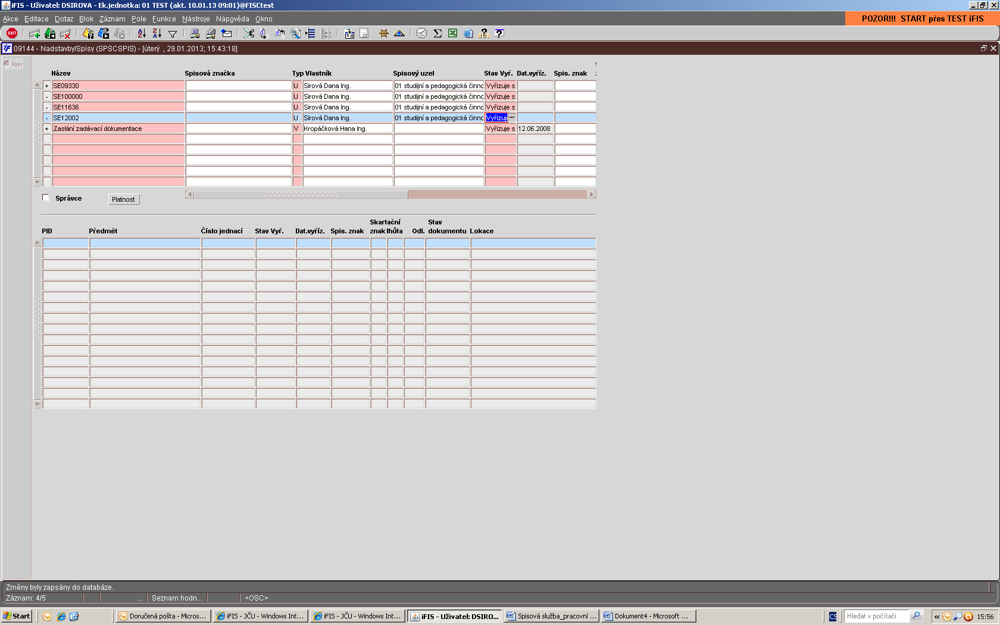 iFIS - Uživatel: DSIROVA - Ek.jednotka: 01 TEST (akt. 10.01.13 09:01)@FISCtest
Akce Editace Dotaz Blok Záznam Pole Funkce Nástroje Nápověda Okno
POZOR!!! START přes TEST iFIS
EXIT
09144 - Nadstavby/Spisy (SPSCSPIS) - [úterý , 29.01.2013; 15:43:18]
Nav
Název Spisová značka Typ Vlastník Spisový uzel Stav Vyř. Dat.vyříz. Spis. znak
+ SE09330 U Sirová Dana Ing. 01 studijní a pedagogická činno Vyřizuje s
- SE100000 U Sirová Dana Ing. 01 studijní a pedagogická činno Vyřizuje s
- SE11636 U Sirová Dana Ing. 01 studijní a pedagogická činno Vyřizuje s
- SE12002 U Sirová Dana Ing. 01 studijní a pedagogická činno Vyřizuj ...
+ Zaslání zadávací dokumentace V Kropáčková Hana Ing. Vyřizuje s 12.06.2008
Správce Platnost
Skartační Stav
PID Předmět Číslo jednací Stav Vyř. Dat.vyříz. Spis. znak znak lhůta Odl. dokumentu Lokace
Změny byly zapsány do databáze.
Záznam: 4/5 ... Seznam hodn... <OSC>
Start Doručená pošta - Micros... iFIS - JČU - Windows Int... iFIS - JČU - Windows Int... iFIS - Uživatel: DSIRO... Spisová služba_pracovní ... Dokument4 - Microsoft ... CS Hledat v počítači « 15:56